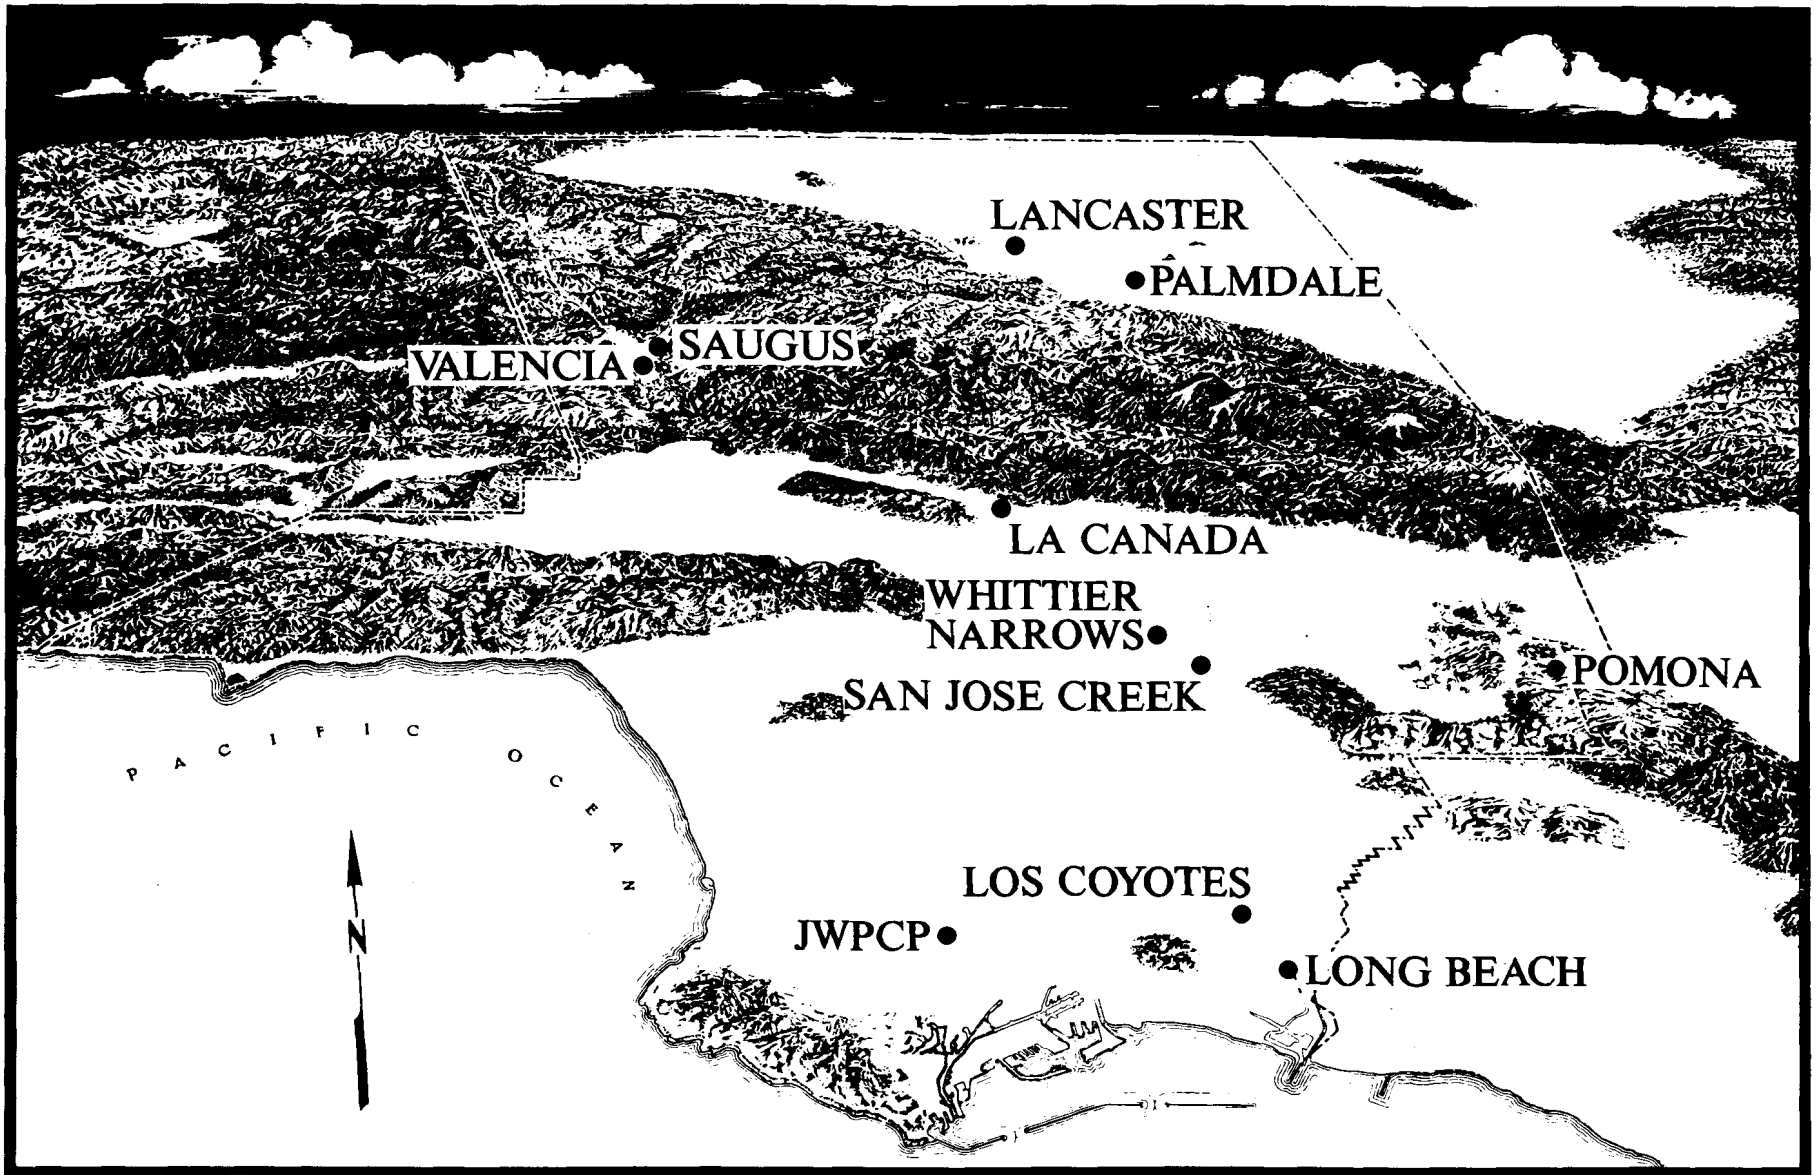 LANCASTER
PALMDALE
SAUGUS
VALENCIA
LA CANADA
WHITTIER
NARROWS
SAN JOSE CREEK
POMONA
PACIFIC OCEAN
LOS COYOTES
JWPCP
N
LONG BEACH